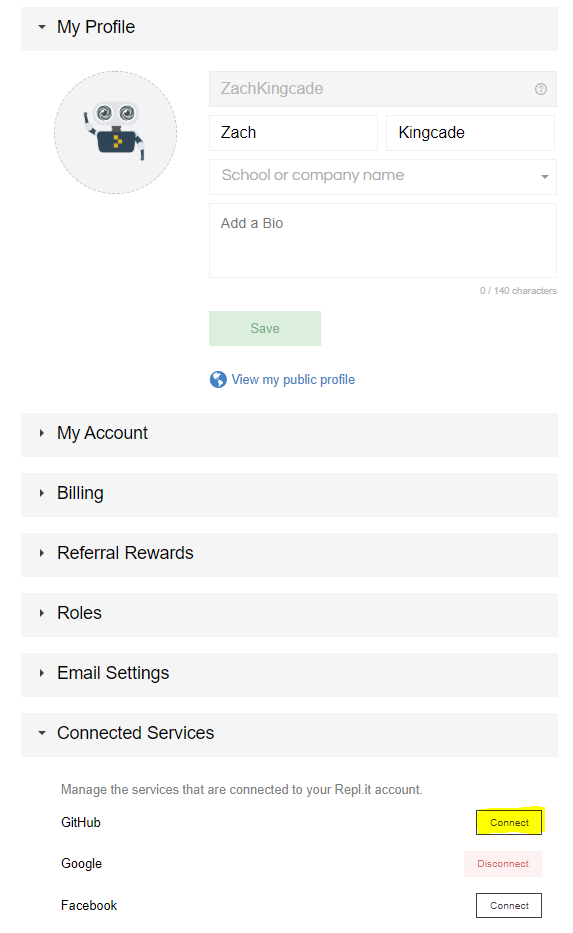 My Profile
ZachKingcade
Zach Kingcade
School or company name
Add a Bio
0 / 140 characters
Save
View my public profile
My Account
Billing
Referral Rewards
Roles
Email Settings
Connected Services
Manage the services that are connected to your Repl.it account.
GitHub Connect
Google Disconnect
Facebook Connect